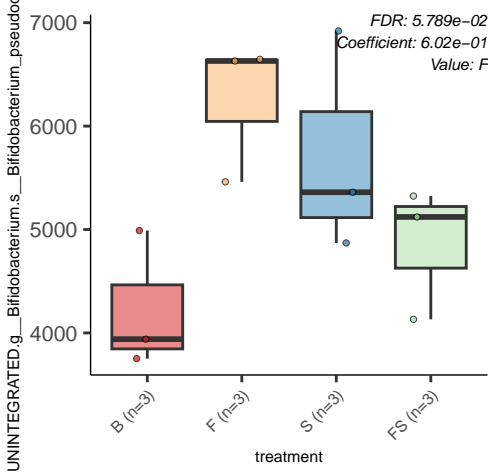 UNINTEGRATED.g__Bifidobacterium.s__Bifidobacterium_pseudoc
7000
6000
5000
4000
FDR: 5.789e−02
Coefficient: 6.02e−01
Value: F
B (n=3)
F (n=3)
S (n=3)
FS (n=3)
treatment